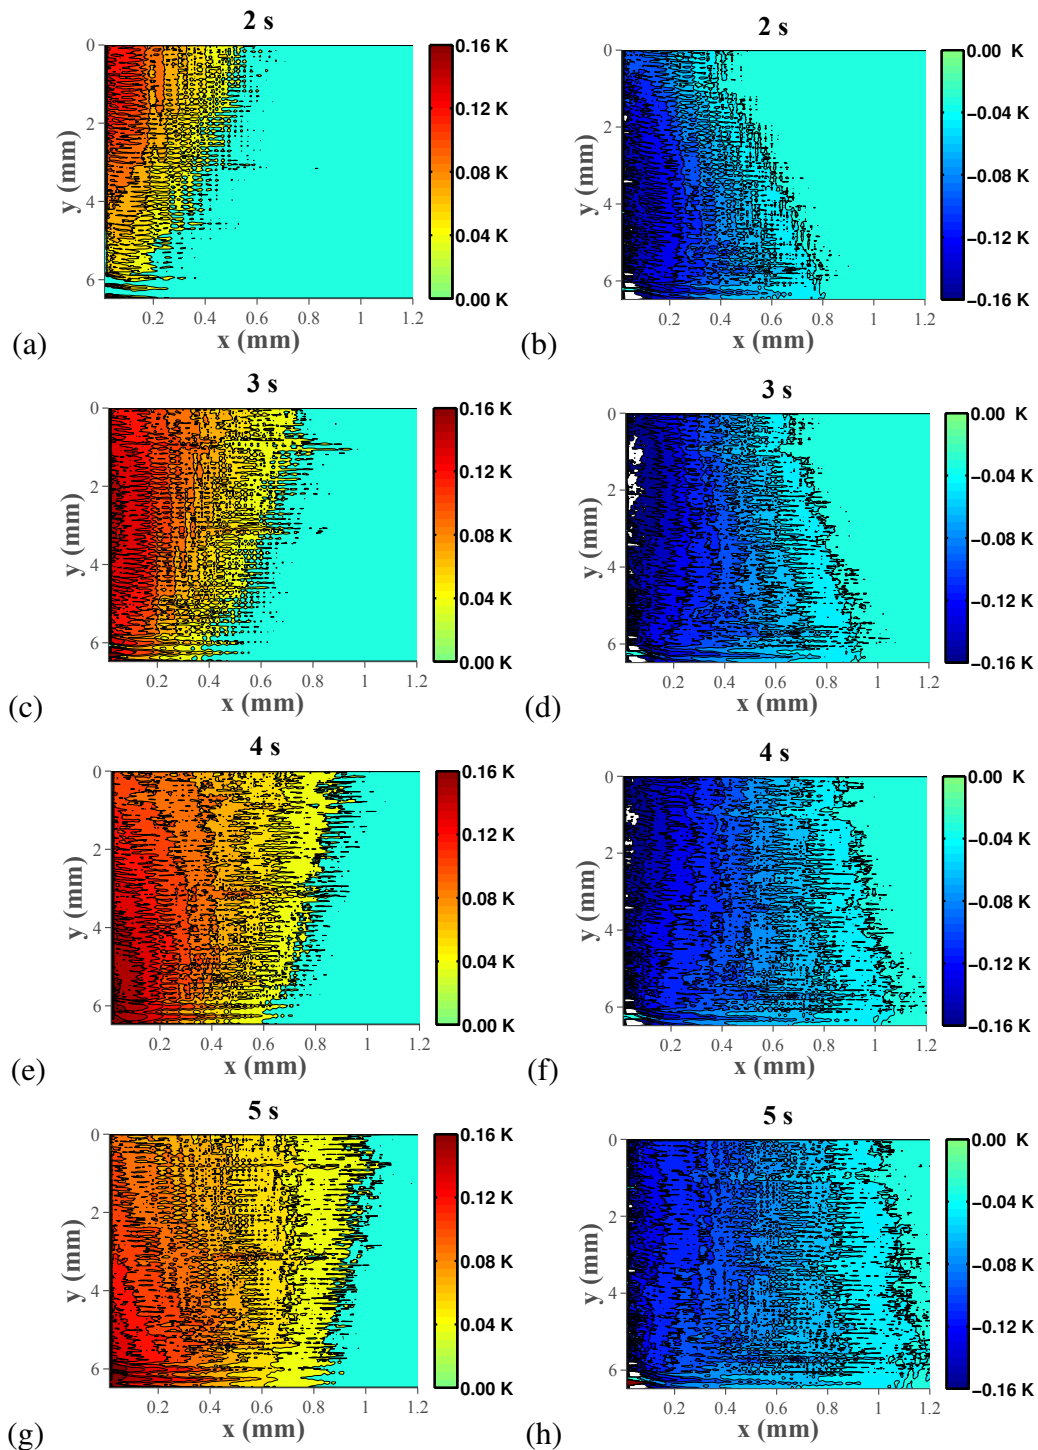 2 s
0
2
4
6
y (mm)
0.2 0.4 0.6 0.8 1 1.2
x (mm)
0.16 K
0.12 K
0.08 K
0.04 K
0.00 K
(a)
2 s
0
2
4
6
y (mm)
0.2 0.4 0.6 0.8 1 1.2
x (mm)
0.00 K
−0.04 K
−0.08 K
−0.12 K
−0.16 K
(b)
3 s
0
2
4
6
y (mm)
0.2 0.4 0.6 0.8 1 1.2
x (mm)
0.16 K
0.12 K
0.08 K
0.04 K
0.00 K
(c)
3 s
0
2
4
6
y (mm)
0.2 0.4 0.6 0.8 1 1.2
x (mm)
0.00 K
−0.04 K
−0.08 K
−0.12 K
−0.16 K
(d)
4 s
0
2
4
6
y (mm)
0.2 0.4 0.6 0.8 1 1.2
x (mm)
0.16 K
0.12 K
0.08 K
0.04 K
0.00 K
(e)
4 s
0
2
4
6
y (mm)
0.2 0.4 0.6 0.8 1 1.2
x (mm)
0.00 K
−0.04 K
−0.08 K
−0.12 K
−0.16 K
(f)
5 s
0
2
4
6
y (mm)
0.2 0.4 0.6 0.8 1 1.2
x (mm)
0.16 K
0.12 K
0.08 K
0.04 K
0.00 K
(g)
5 s
0
2
4
6
y (mm)
0.2 0.4 0.6 0.8 1 1.2
x (mm)
0.00 K
−0.04 K
−0.08 K
−0.12 K
−0.16 K
(h)